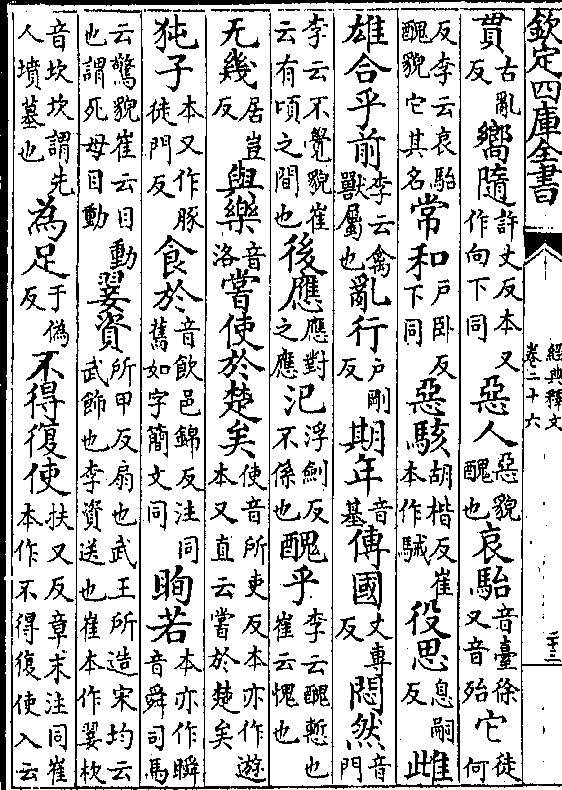 欽定四庫全書
經典釋文
卷二十六
二十三
貫古亂反嚮隨許丈反本又作向下同惡人惡貌醜也哀駘音臺徐又音殆它徒何
反李云哀駘醜貌它其名常和戶卧反下同惡駭胡楷反崔本作駴役思息嗣反雌
雄合乎前李云禽獸屬也亂行戶剛反期年音基傳國丈專反悶然音門
李云不覺貌崔云有頃之間也後應應對之應氾浮劎反不係也醜乎李云醜慙也崔云愧也
无幾居豈反與樂音洛嘗使於楚矣使音所吏反本亦作遊本又直云嘗於楚矣
㹠子本又作豚徒門反食於音飲邑錦反注同舊如字簡文同眴若本亦作瞬音舜司馬
云驚貌崔云目動也謂死母目動翣資所甲反扇也武王所造宋均云武飾也李資送也崔本作翣杴
音坎坎謂先人墳墓也為足于偽反不得復使扶又反章末注同崔本作不得復使入云